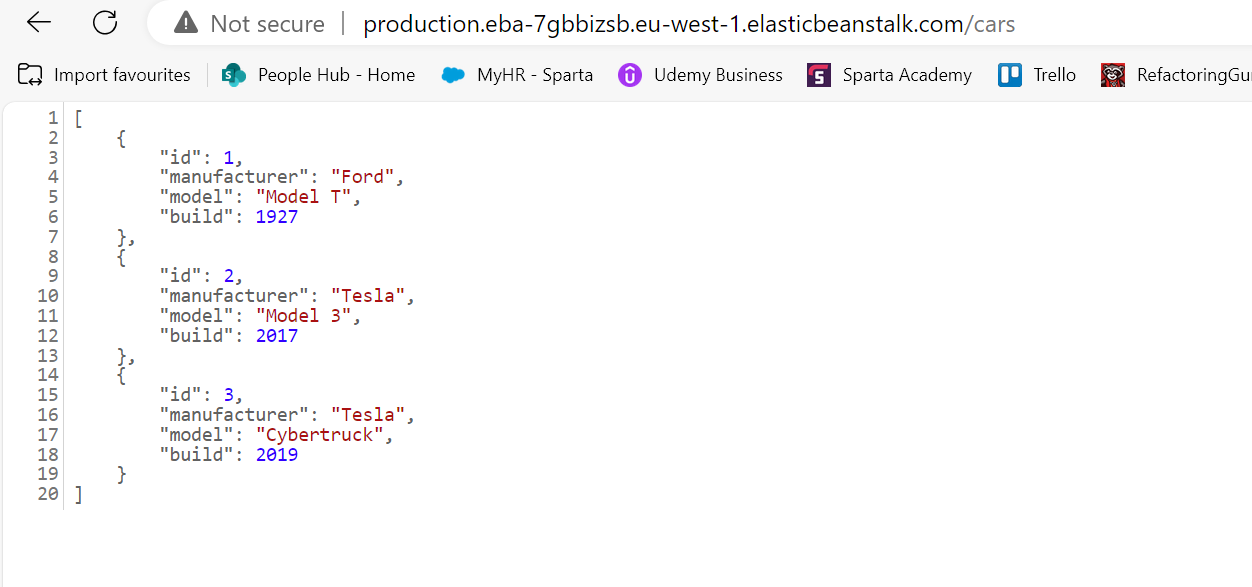 Not secure | production.eba-7gbbizsb.eu-west-1.elasticbeanstalk.com/cars
Import favourites People Hub - Home MyHR - Sparta Udemy Business Sparta Academy Trello RefactoringGu
1 [
2     {
3         "id": 1,
4         "manufacturer": "Ford",
5         "model": "Model T",
6         "build": 1927
7     },
8     {
9         "id": 2,
10         "manufacturer": "Tesla",
11         "model": "Model 3",
12         "build": 2017
13     },
14     {
15         "id": 3,
16         "manufacturer": "Tesla",
17         "model": "Cybertruck",
18         "build": 2019
19     }
20 ]